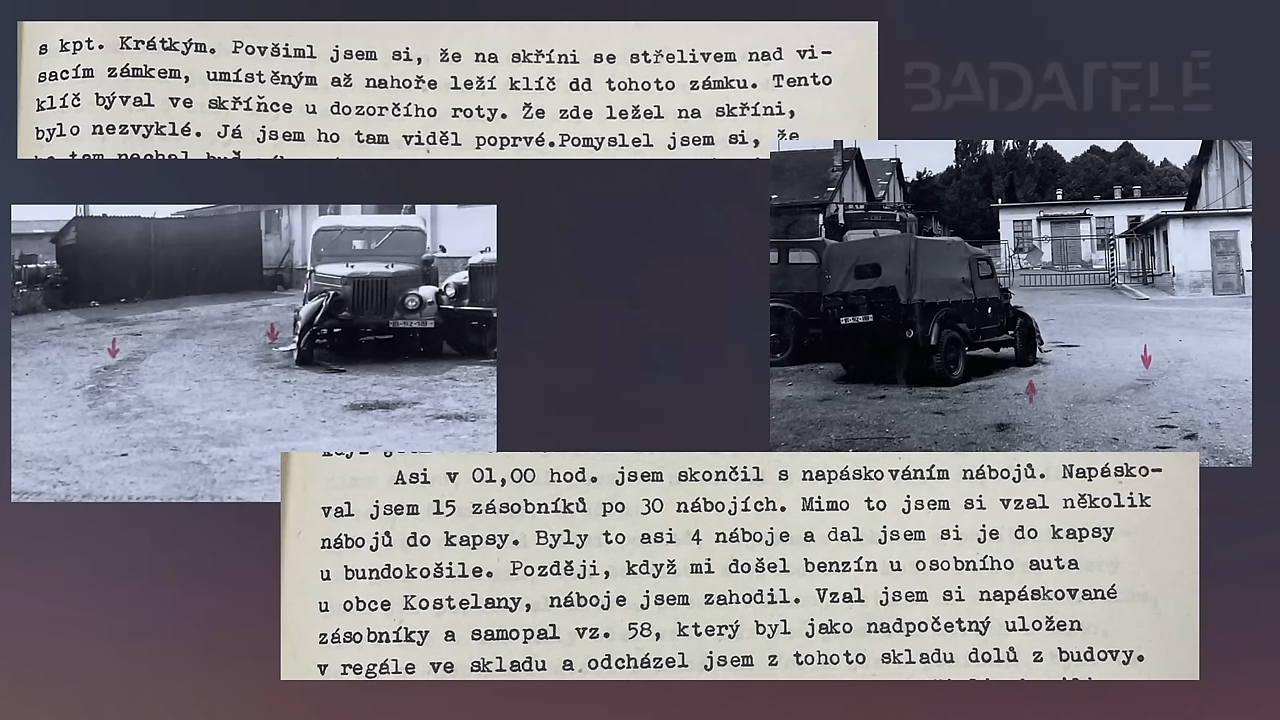 s kpt. Krátkým. Povšiml jsem si, že na skříni se střelivem nad vi-
sacím zámkem, umístěným až nahoře leží klíč dd tohoto zámku. Tento
klíč býval ve skříňce u dozorčího roty. Že zde ležel na skříni,
bylo nezvyklé. Já jsem ho tam viděl poprvé.Pomyslel jsem si, že
BADATELÉ
Asi v 01,00 hod. jsem skončil s napáskováním nábojů. Napásko-
val jsem 15 zásobníků po 30 nábojích. Mimo to jsem si vzal několik
nábojů do kapsy. Byly to asi 4 náboje a dal jsem si je do kapsy
u bundokošile. Později, když mi došel benzín u osobního auta
u obce Kostelany, náboje jsem zahodil. Vzal jsem si napáskované
zásobníky a samopal vz. 58, který byl jako nadpočetný uložen
v regále ve skladu a odcházel jsem z tohoto skladu dolů z budovy.